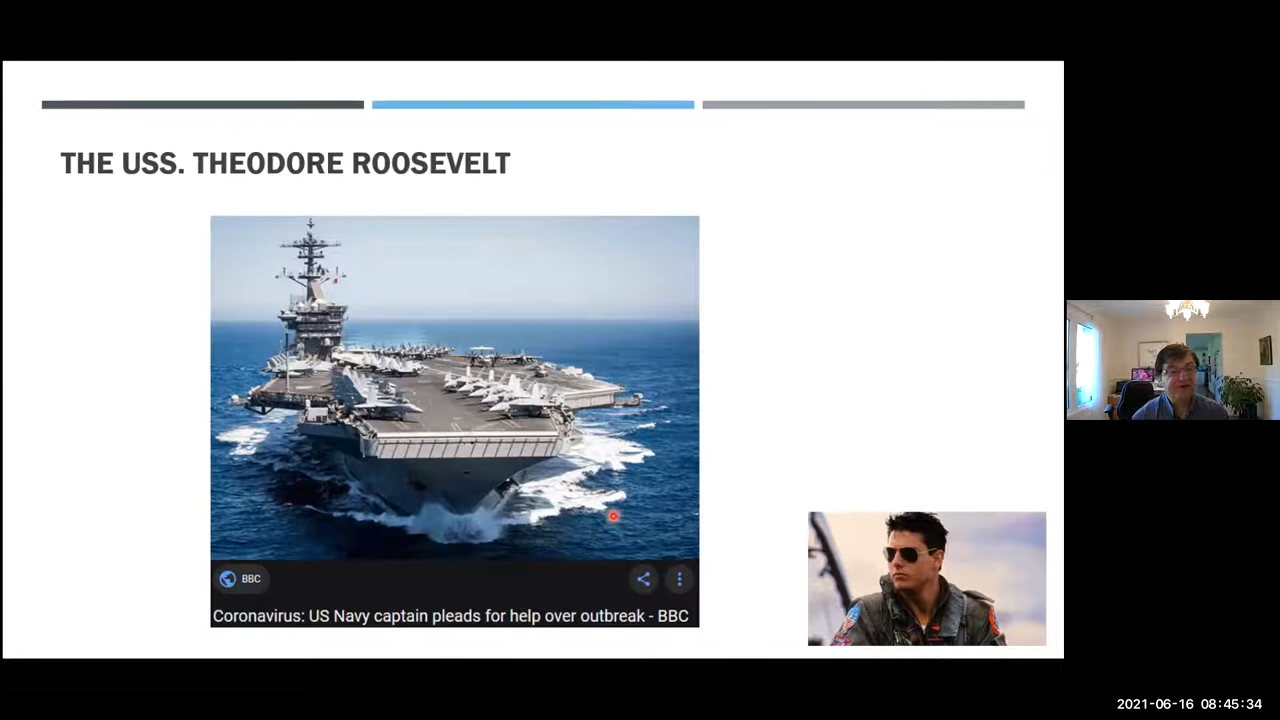 THE USS. THEODORE ROOSEVELT
BBC
Coronavirus: US Navy captain pleads for help over outbreak - BBC
2021-06-16 08:45:34